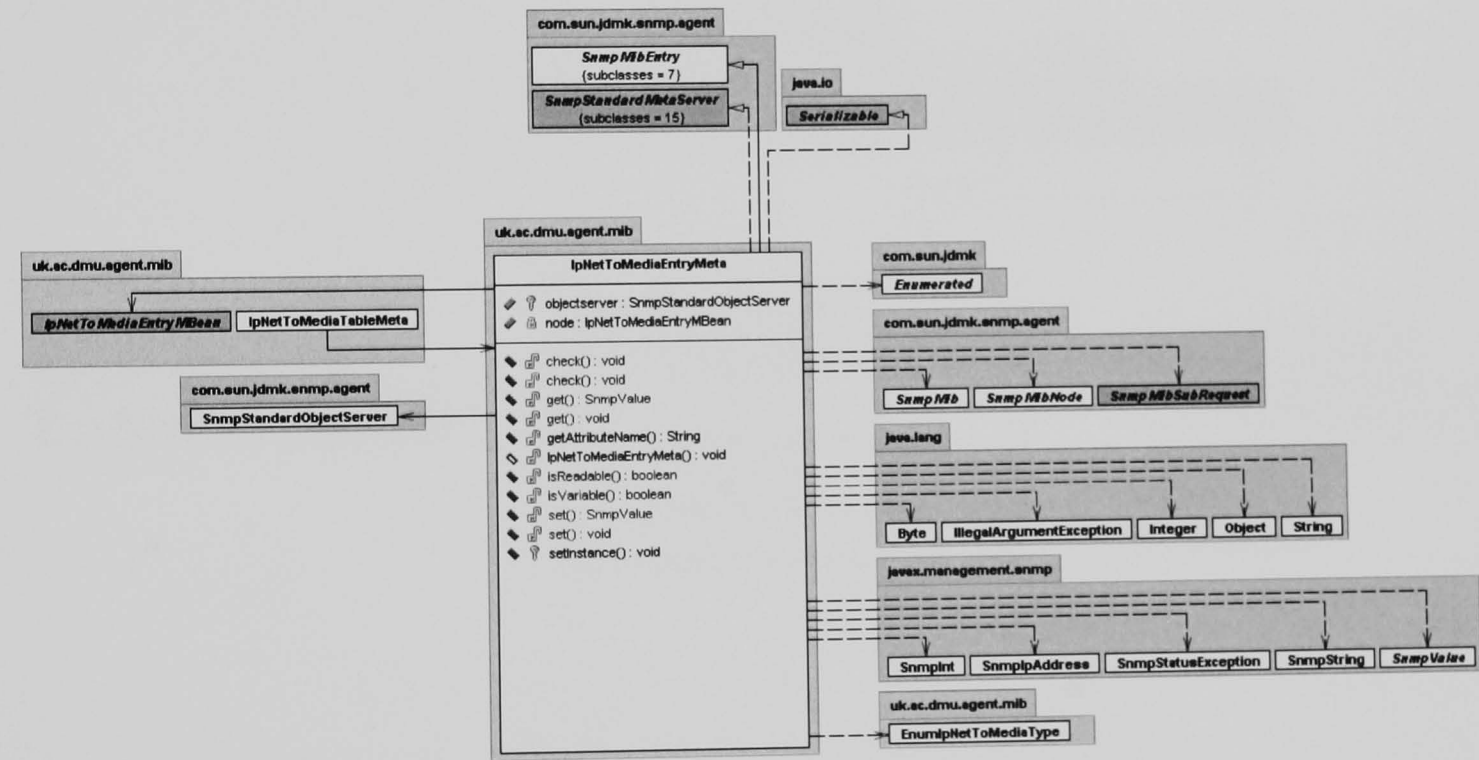 com.sun.jdmk.snmp.agent
SnmpMibEntry
{subclasses = 7}
SnmpStandardMetaServer
{subclasses = 15}
java.io
Serializable
uk.ac.dmu.agent.mib
IpNetToMediaEntryMBean
IpNetToMediaTableMeta
com.sun.jdmk.snmp.agent
SnmpStandardObjectServer
uk.ac.dmu.agent.mib
IpNetToMediaEntryMeta
objectserver : SnmpStandardObjectServer
node : IpNetToMediaEntryMBean
check() : void
check() : void
get() : SnmpValue
get() : void
getAttributeName() : String
IpNetToMediaEntryMeta() : void
isReadable() : boolean
isVariable() : boolean
set() : SnmpValue
set() : void
setInstance() : void
com.sun.jdmk
Enumerated
com.sun.jdmk.snmp.agent
SnmpMib
SnmpMibNode
SnmpMibSubRequest
java.lang
Byte
IllegalArgumentException
Integer
Object
String
javax.management.snmp
SnmpInt
SnmpIpAddress
SnmpStatusException
SnmpString
SnmpValue
uk.ac.dmu.agent.mib
EnumIpNetToMediaType